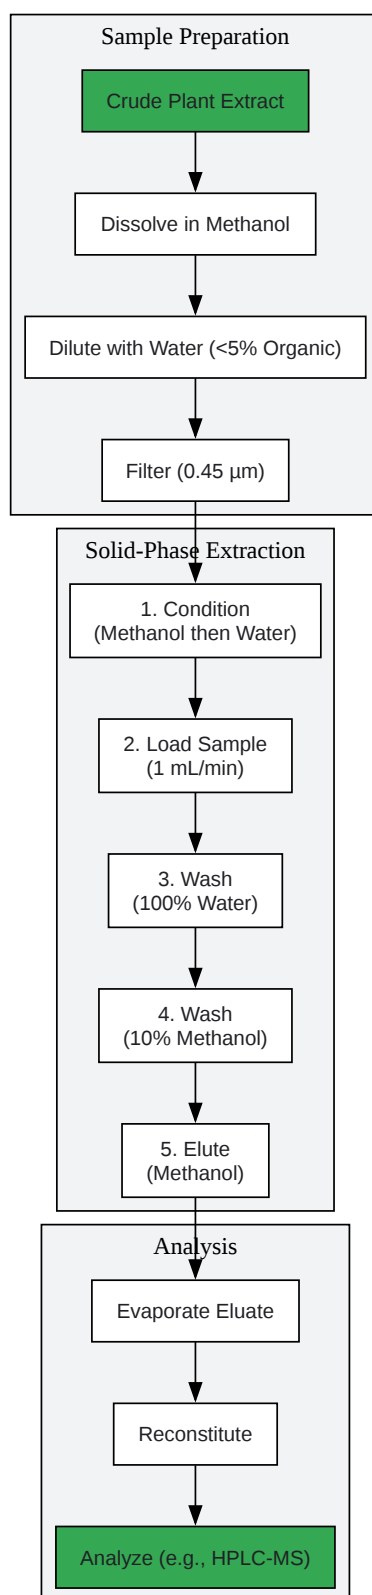 Sample Preparation
Crude Plant Extract
Dissolve in Methanol
Dilute with Water (<5% Organic)
Filter (0.45 µm)
Solid-Phase Extraction
1. Condition
(Methanol then Water)
2. Load Sample
(1 mL/min)
3. Wash
(100% Water)
4. Wash
(10% Methanol)
5. Elute
(Methanol)
Analysis
Evaporate Eluate
Reconstitute
Analyze (e.g., HPLC-MS)